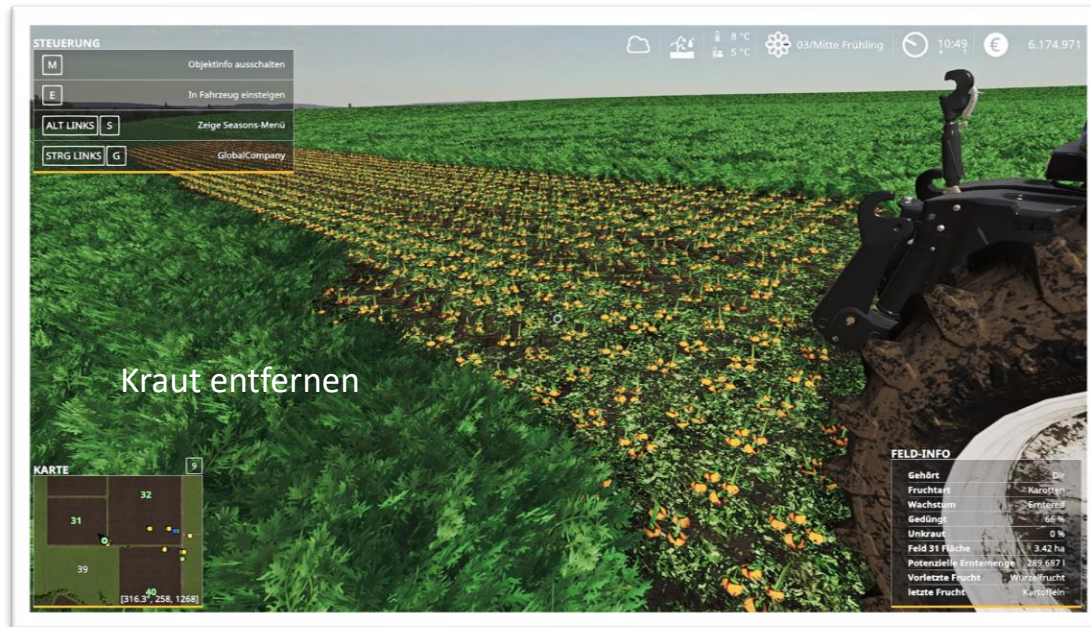 STEUERUNG
M Objektinfo ausschalten
E In Fahrzeug einsteigen
ALT LINKS S Zeige Seasons-Menü
STRG LINKS G GlobalCompany
8 °C
5 °C
03/Mitte Frühling
10:49
€ 6.174.971
Kraut entfernen
KARTE
9
32
31
39
40
[316.3°, 258, 1268]
FELD-INFO
Gehört Dir
Fruchtart Karotten
Wachstum Erntereif
Gedüngt 66 %
Unkraut 0 %
Feld 31 Fläche 3.42 ha
Potenzielle Erntemenge 289.687 l
Vorletzte Frucht Wurzelfrucht
letzte Frucht Kartoffeln